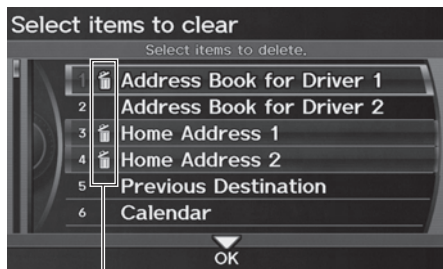 Select items to clear
Select items to delete.
1 Address Book for Driver 1
2 Address Book for Driver 2
3 Home Address 1
4 Home Address 2
5 Previous Destination
6 Calendar
OK